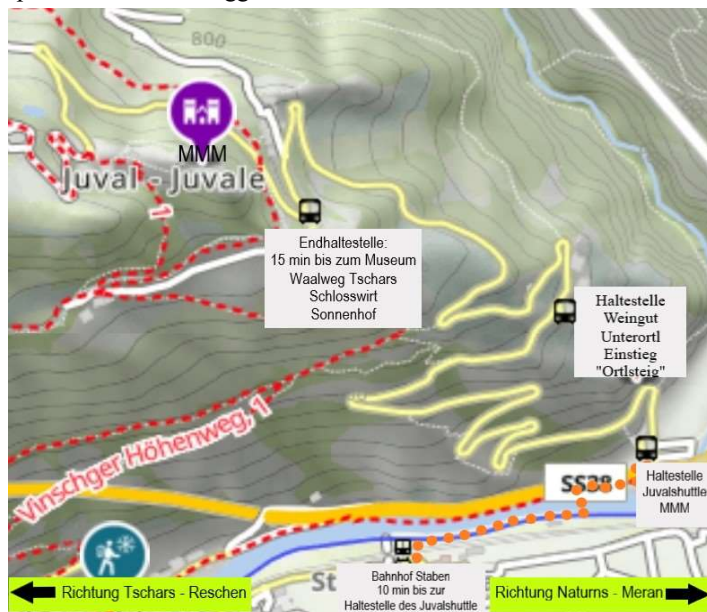 800
MMM
Juval - Juvale
1
Endhaltestelle:
15 min bis zum Museum
Waalweg Tschars
Schlosswirt
Sonnenhof
Haltestelle
Weingut
Unterortl
Einstieg
"Ortlsteig"
Vinschger Höhenweg, 1
SS38
Haltestelle
Juvalshuttle
MMM
St
Bahnhof Staben
10 min bis zur
Haltestelle des Juvalshuttle
Richtung Tschars - Reschen
Richtung Naturns - Meran